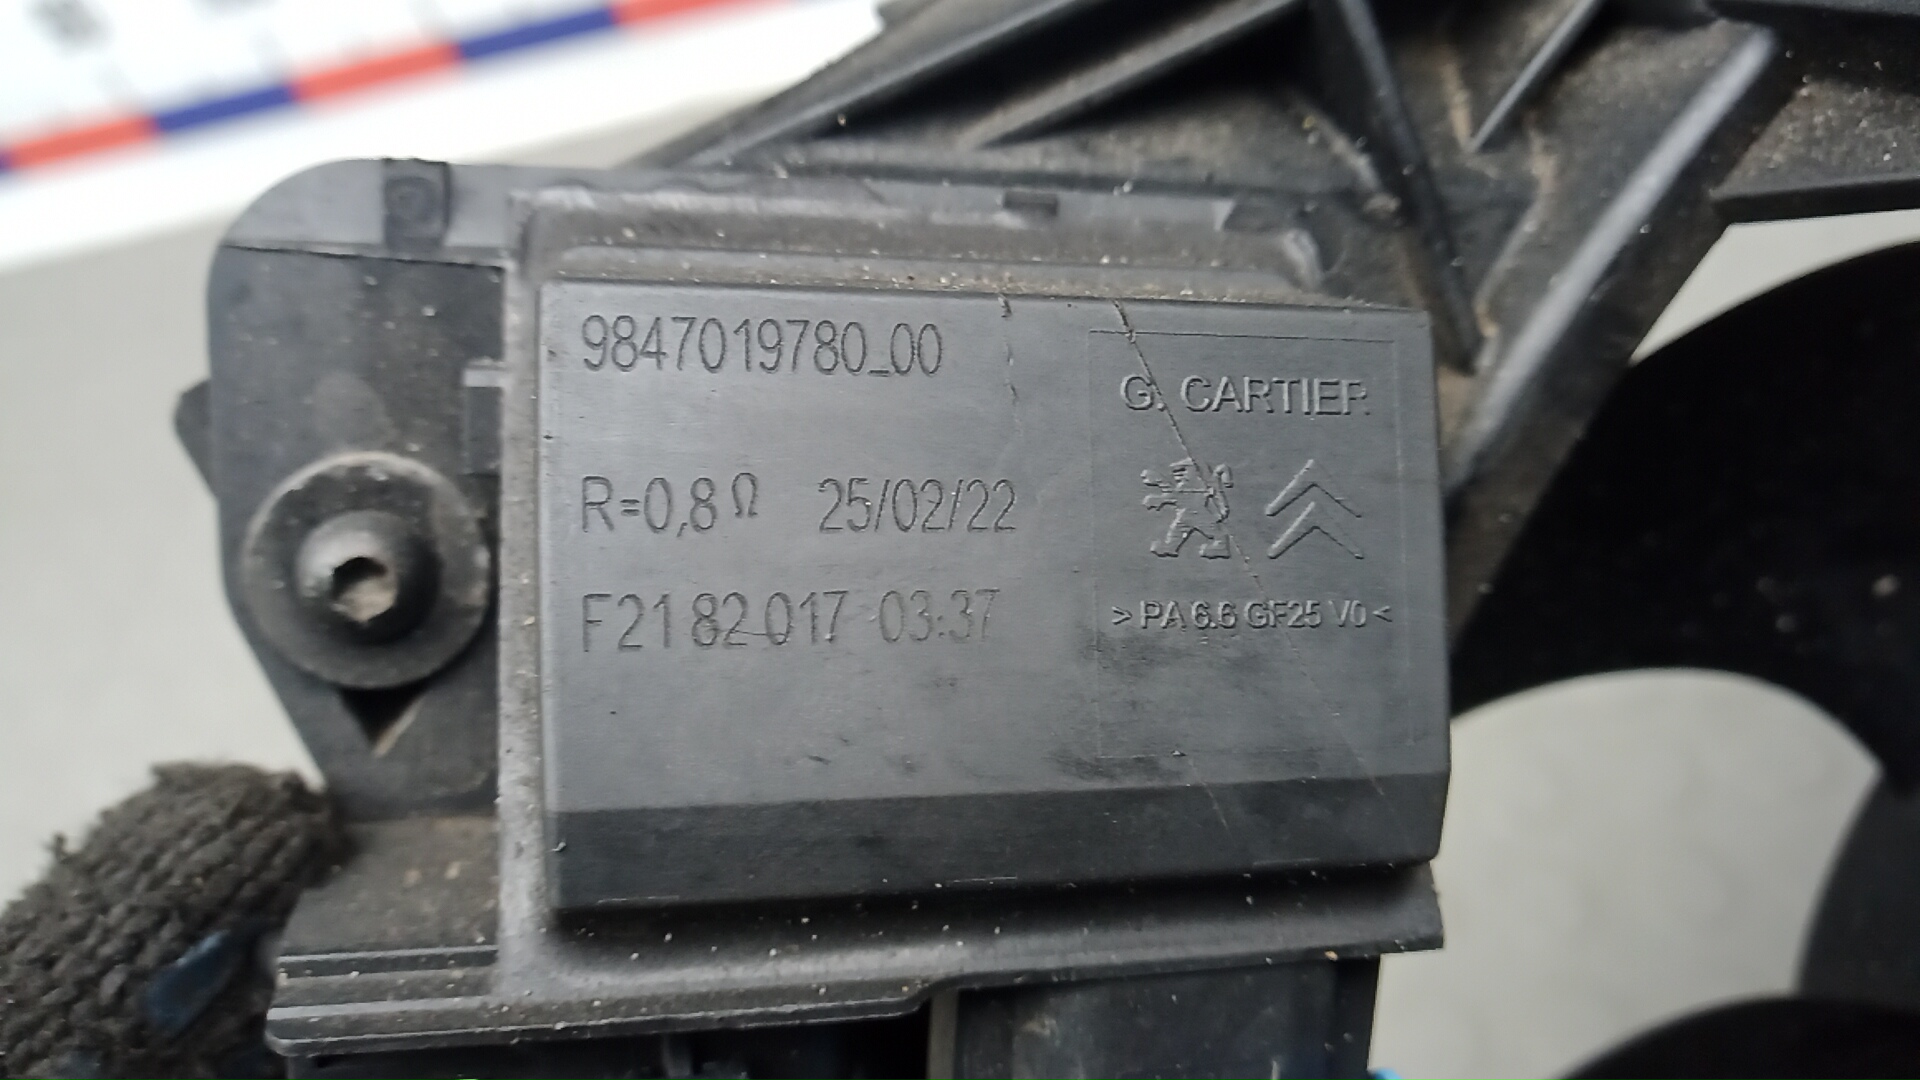 9847019780_00
G. CARTIER
R=0,8 Ω 25/02/22
F21 82 017 03:37
>PA 6.6 GF25 V0<